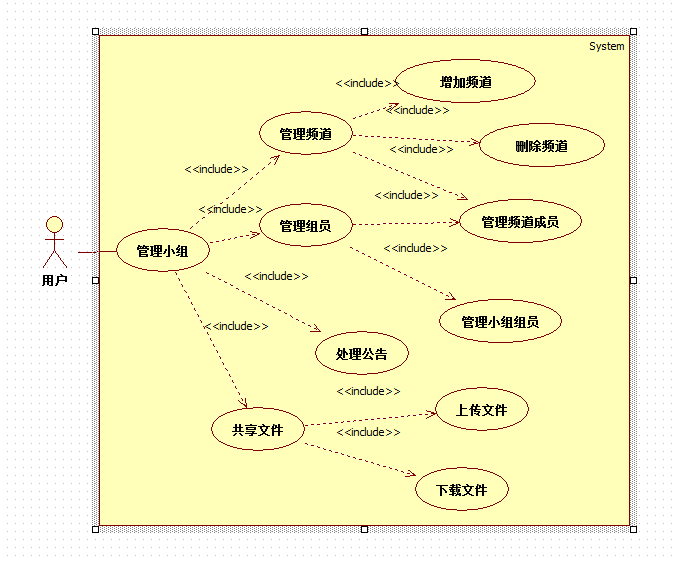 System
<<include>>
增加频道
<<include>>
管理频道
<<include>>
删除频道
<<include>>
<<include>>
<<include>>
管理组员
管理频道成员
用户
管理小组
<<include>>
<<include>>
管理小组组员
<<include>>
处理公告
<<include>>
上传文件
共享文件
<<include>>
下载文件